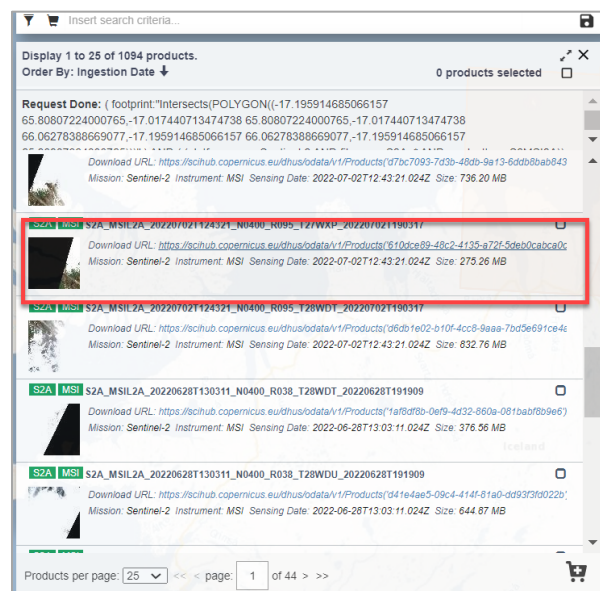 Insert search criteria...
Display 1 to 25 of 1094 products.
Order By: Ingestion Date
0 products selected
Request Done: ( footprint:"Intersects(POLYGON((-17.195914685066157
65.80807224000765,-17.017440713474738 65.80807224000765,-17.017440713474738
66.06278388669077,-17.195914685066157 66.06278388669077,-17.195914685066157
Download URL: https://scihub.copernicus.eu/dhus/odata/v1/Products('d7bc7093-7d3b-48db-9a13-6ddb8bab843
Mission: Sentinel-2 Instrument: MSI Sensing Date: 2022-07-02T12:43:21.024Z Size: 736.20 MB
S2A MSI S2A_MSIL2A_20220702T124321_N0400_R095_T27WXP_20220702T190317
Download URL: https://scihub.copernicus.eu/dhus/odata/v1/Products('610dce89-48c2-4135-a72f-5deb0cabca0c
Mission: Sentinel-2 Instrument: MSI Sensing Date: 2022-07-02T12:43:21.024Z Size: 275.26 MB
S2A MSI S2A_MSIL2A_20220702T124321_N0400_R095_T28WDT_20220702T190317
Download URL: https://scihub.copernicus.eu/dhus/odata/v1/Products('d6db1e02-b10f-4cc8-9aaa-7bd5e691ce4a
Mission: Sentinel-2 Instrument: MSI Sensing Date: 2022-07-02T12:43:21.024Z Size: 832.76 MB
S2A MSI S2A_MSIL2A_20220628T130311_N0400_R038_T28WDT_20220628T191909
Download URL: https://scihub.copernicus.eu/dhus/odata/v1/Products('1af8df8b-0ef9-4d32-860a-081babf8b9e6')
Mission: Sentinel-2 Instrument: MSI Sensing Date: 2022-06-28T13:03:11.024Z Size: 376.56 MB
Iceland
S2A MSI S2A_MSIL2A_20220628T130311_N0400_R038_T28WDU_20220628T191909
Download URL: https://scihub.copernicus.eu/dhus/odata/v1/Products('d41e4ae5-09c4-414f-81a0-dd93f3fd022b')
Mission: Sentinel-2 Instrument: MSI Sensing Date: 2022-06-28T13:03:11.024Z Size: 644.87 MB
Products per page: 25 << < page: 1 of 44 > >>